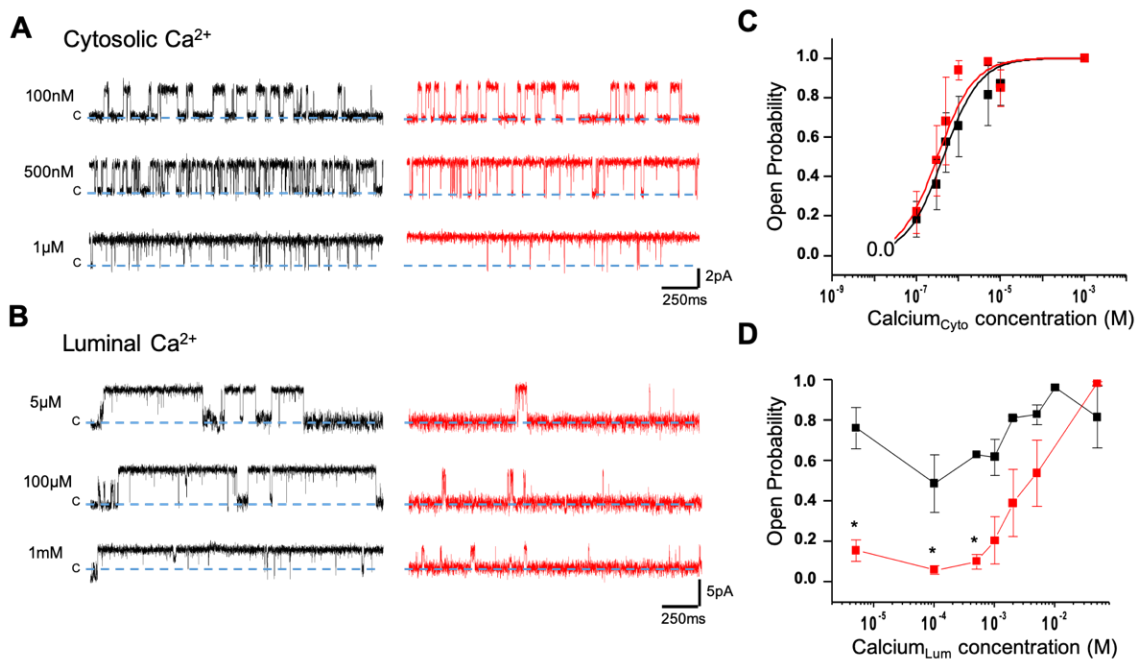 A
Cytosolic Ca²⁺
100nM
c
500nM
c
1µM
c
2pA
250ms
B
Luminal Ca²⁺
5µM
c
100µM
c
1mM
c
5pA
250ms
C
Open Probability
1.0
0.8
0.6
0.4
0.2
0.0
0.0
10⁻⁹
10⁻⁷
10⁻⁵
10⁻³
Calcium_Cyto concentration (M)
D
Open Probability
1.0
0.8
0.6
0.4
0.2
0.0
*
*
*
10⁻⁵
10⁻⁴
10⁻³
10⁻²
Calcium_Lum concentration (M)